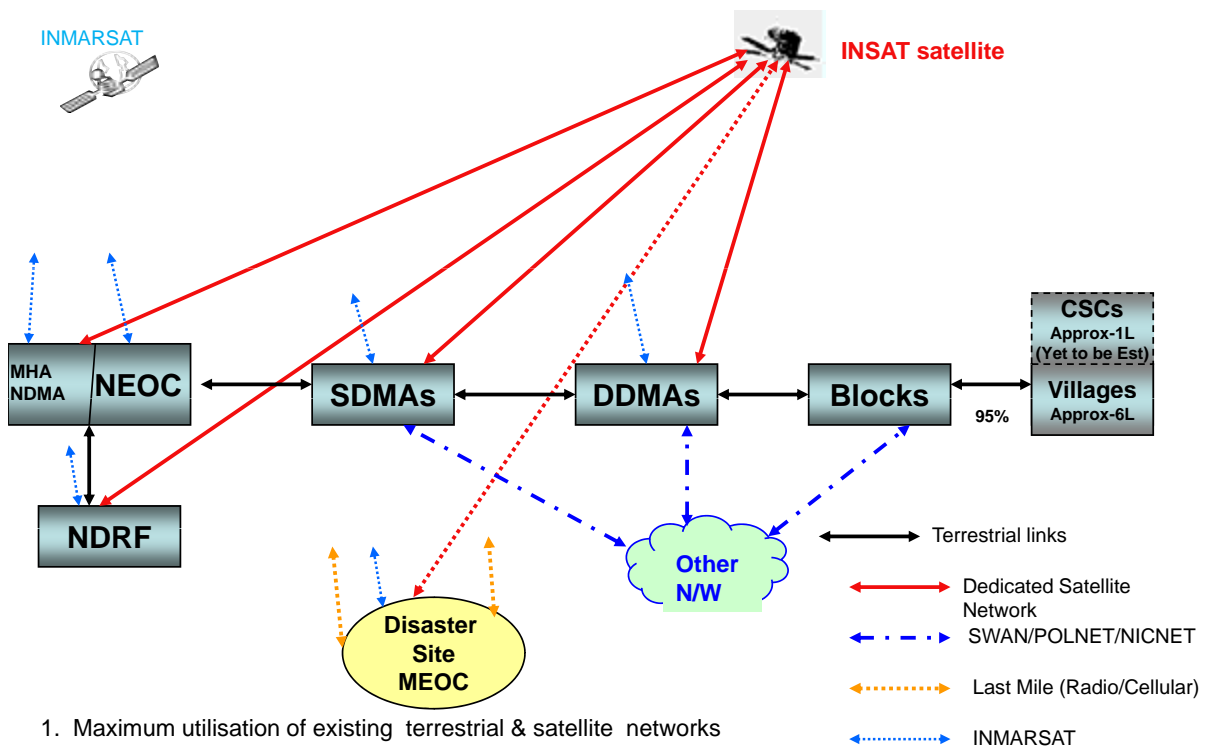 INMARSAT
INSAT satellite
MHA
NDMA
NEOC
SDMAs
DDMAs
Blocks
95%
CSCs
Approx-1L
(Yet to be Est)
Villages
Approx-6L
NDRF
Other
N/W
Disaster
Site
MEOC
Terrestrial links
Dedicated Satellite
Network
SWAN/POLNET/NICNET
Last Mile (Radio/Cellular)
INMARSAT
1. Maximum utilisation of existing terrestrial & satellite networks